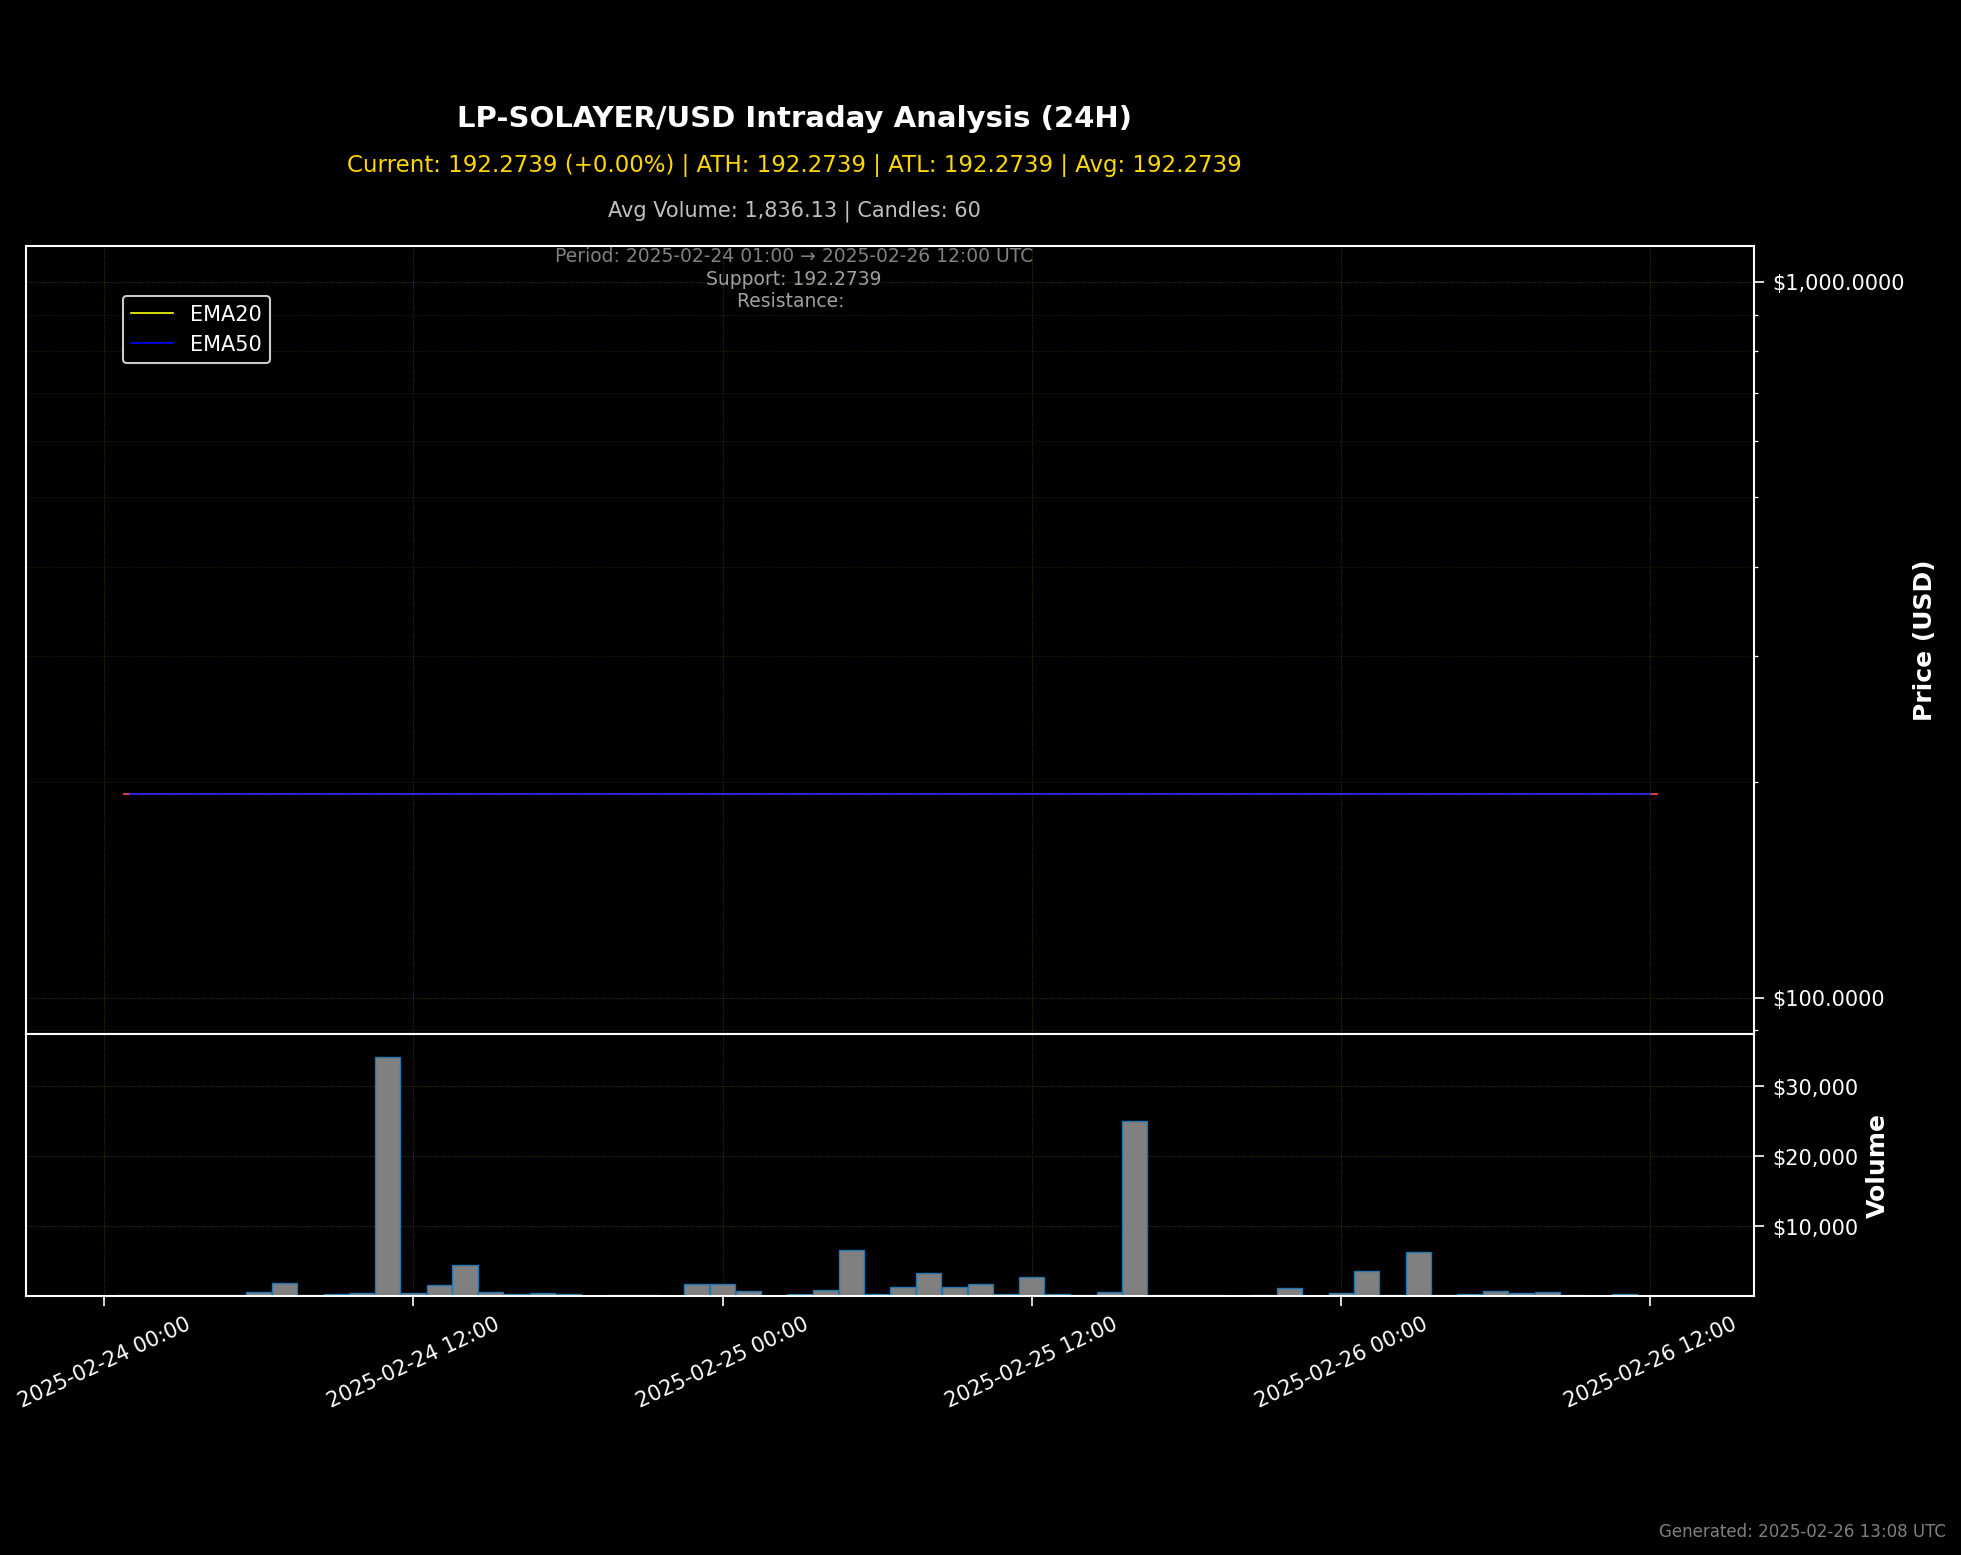 LP-SOLAYER/USD Intraday Analysis (24H)
Current: 192.2739 (+0.00%) | ATH: 192.2739 | ATL: 192.2739 | Avg: 192.2739
Avg Volume: 1,836.13 | Candles: 60
Period: 2025-02-24 01:00 → 2025-02-26 12:00 UTC
Support: 192.2739
Resistance:
EMA20
EMA50
$1,000.0000
$100.0000
Price (USD)
$30,000
$20,000
$10,000
Volume
2025-02-24 00:00
2025-02-24 12:00
2025-02-25 00:00
2025-02-25 12:00
2025-02-26 00:00
2025-02-26 12:00
Generated: 2025-02-26 13:08 UTC